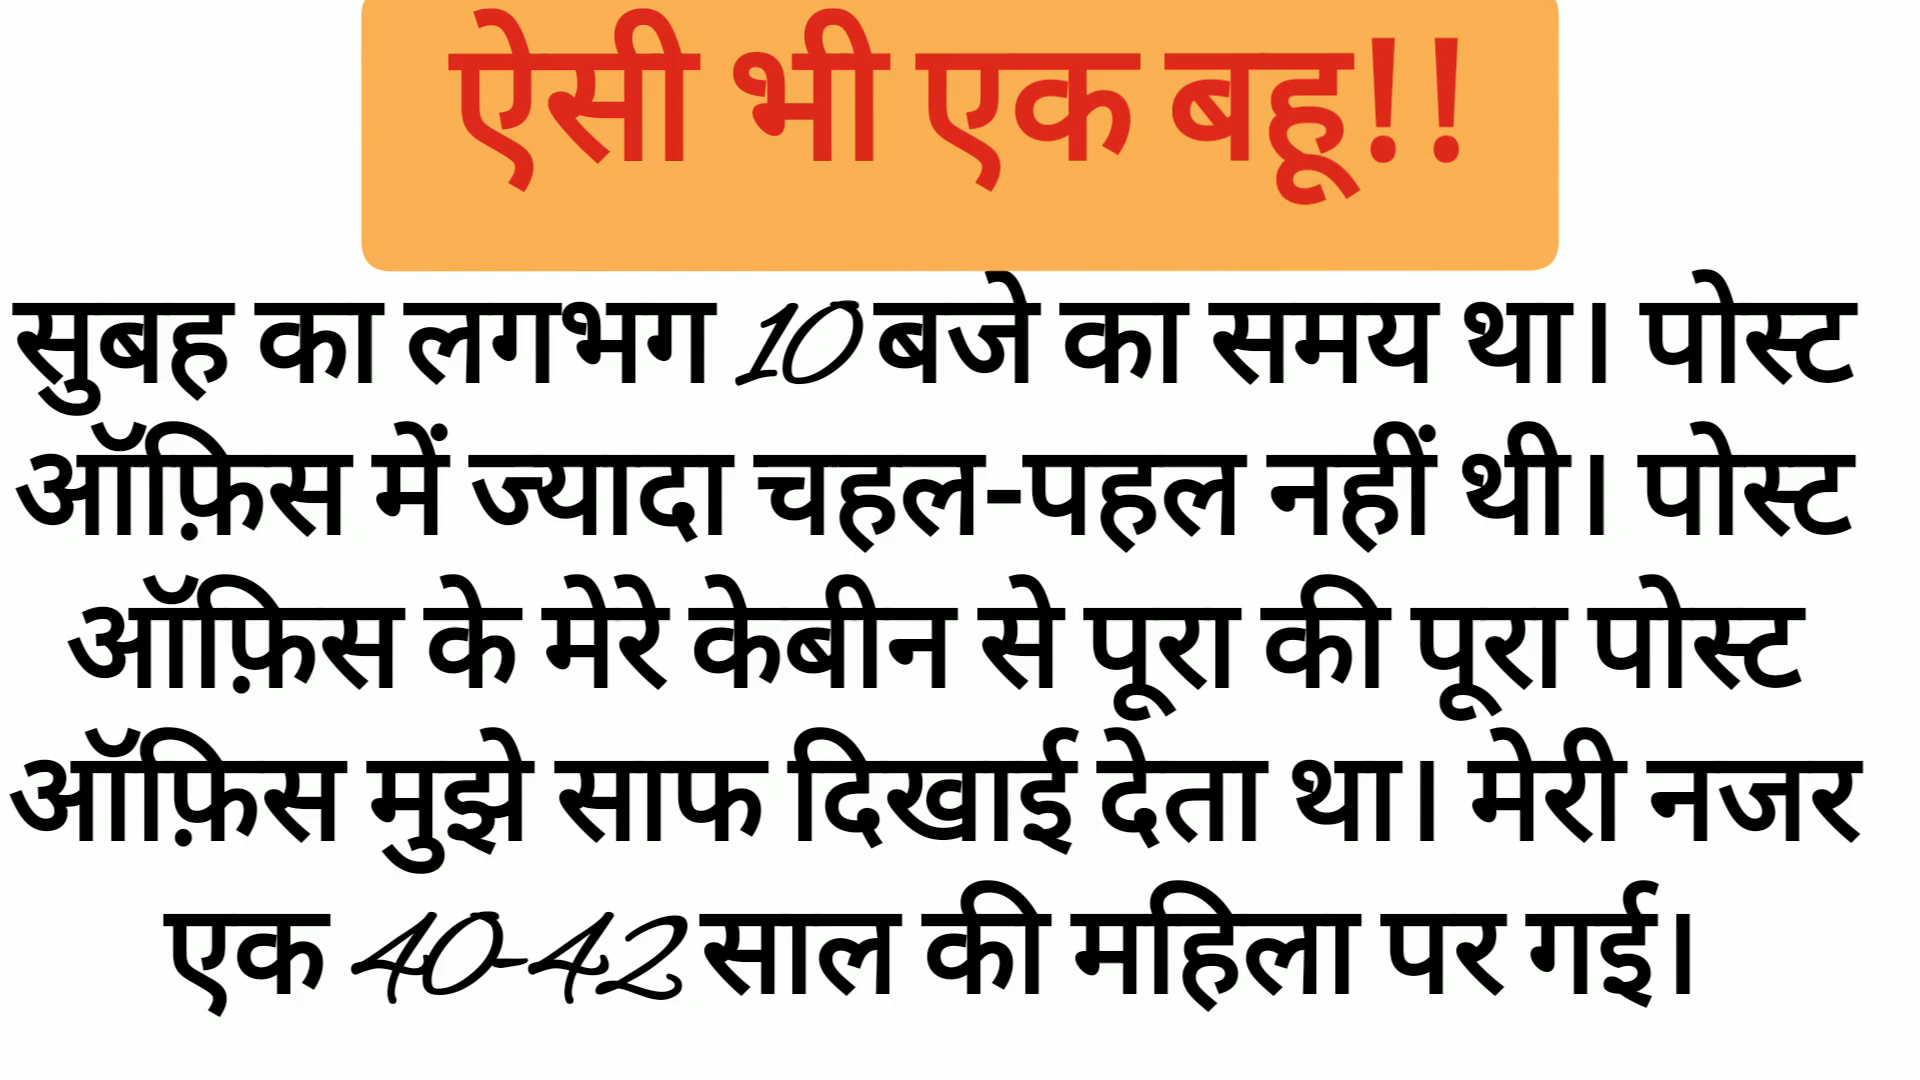 ऐसी भी एक बहू!!
सुबह का लगभग 10 बजे का समय था। पोस्ट
ऑफ़िस में ज्यादा चहल-पहल नहीं थी। पोस्ट
ऑफ़िस के मेरे केबीन से पूरा की पूरा पोस्ट
ऑफ़िस मुझे साफ दिखाई देता था। मेरी नजर
एक 40-42 साल की महिला पर गई।